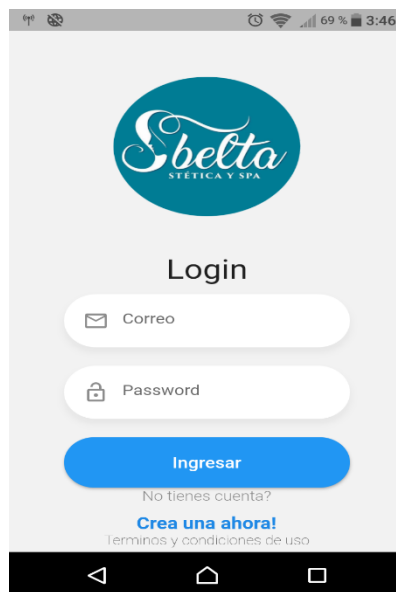 69 % 3:46
Sbelta
STÉTICA Y SPA
Login
Correo
Password
Ingresar
No tienes cuenta?
Crea una ahora!
Terminos y condiciones de uso